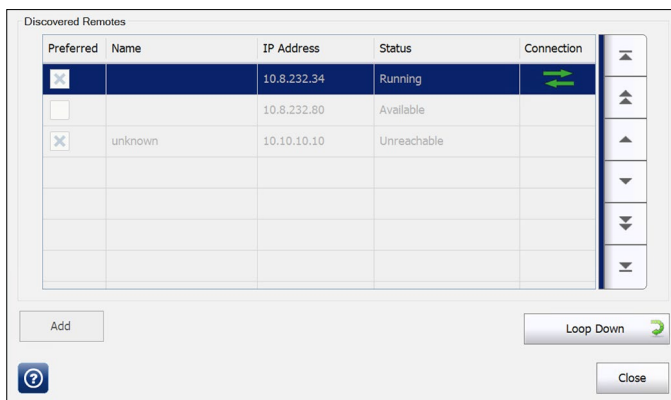 Discovered Remotes
Preferred Name IP Address Status Connection
10.8.232.34 Running
10.8.232.80 Available
unknown 10.10.10.10 Unreachable
Add
Loop Down
?
Close